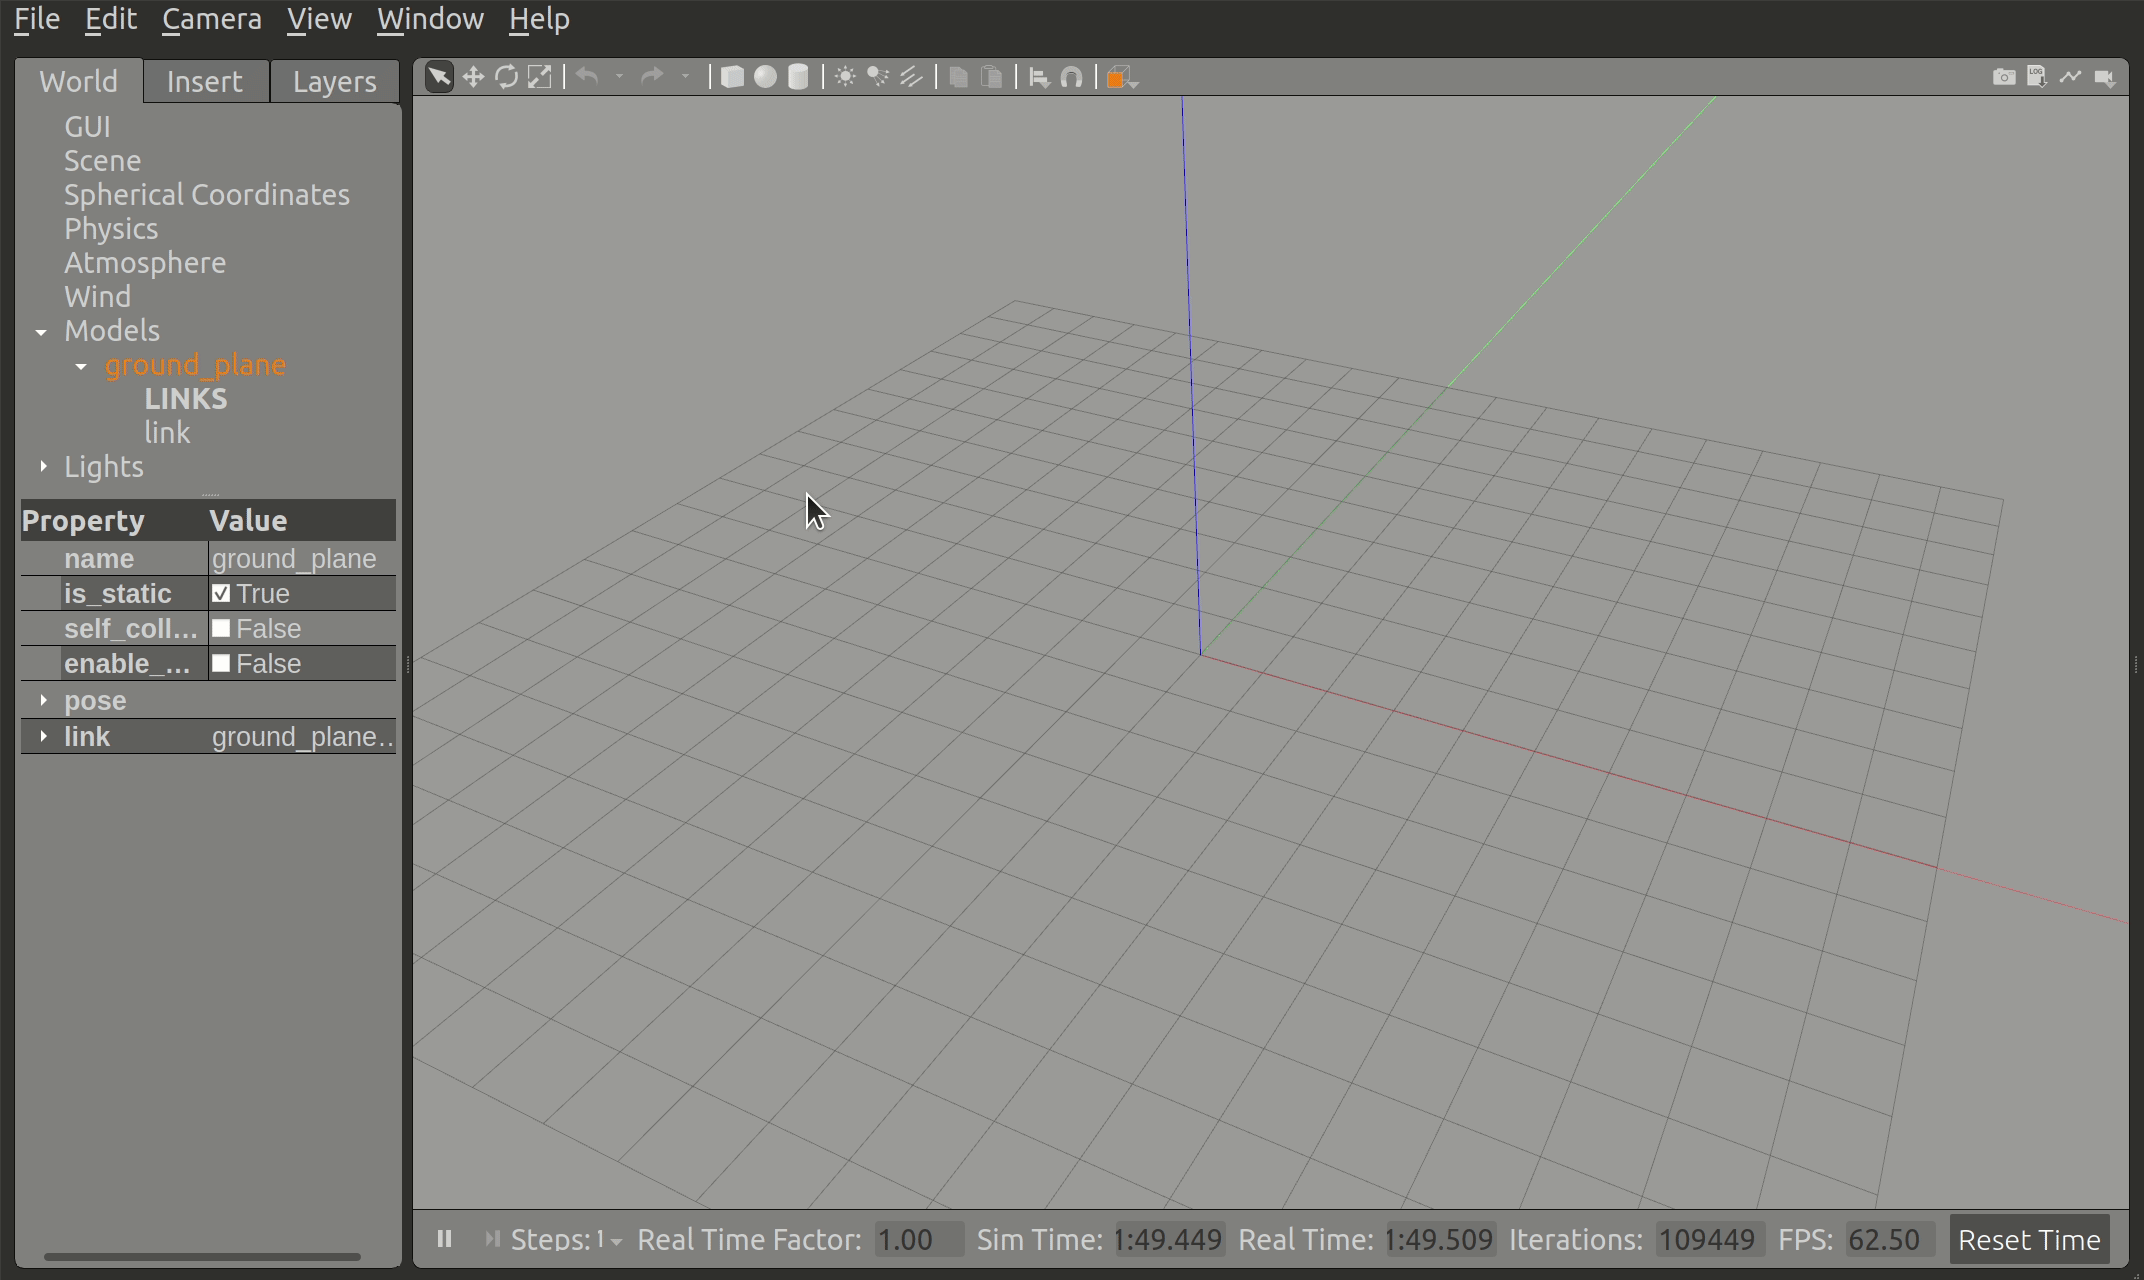 File Edit Camera View Window Help
World Insert Layers
LOG
GUI
Scene
Spherical Coordinates
Physics
Atmosphere
Wind
Models
ground_plane
LINKS
link
Lights
Property Value
name ground_plane
is_static True
self_coll... False
enable_... False
pose
link ground_plane..
Steps: 1 Real Time Factor: 1.00 Sim Time: 1:49.449 Real Time: 1:49.509 Iterations: 109449 FPS: 62.50 Reset Time